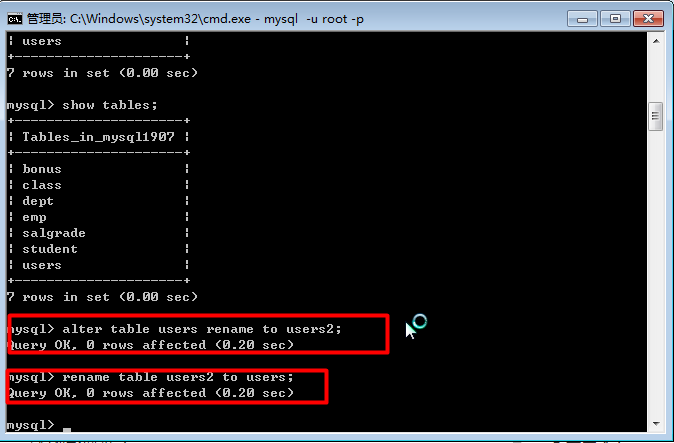 管理员: C:\Windows\system32\cmd.exe - mysql  -u root -p
| users                |
+---------------------+
7 rows in set (0.00 sec)
mysql> show tables;
+---------------------+
| Tables_in_mysql1907 |
+---------------------+
| bonus               |
| class               |
| dept                |
| emp                 |
| salgrade            |
| student             |
| users               |
+---------------------+
7 rows in set (0.00 sec)
mysql> alter table users rename to users2;
Query OK, 0 rows affected (0.20 sec)
mysql> rename table users2 to users;
Query OK, 0 rows affected (0.20 sec)
mysql> _